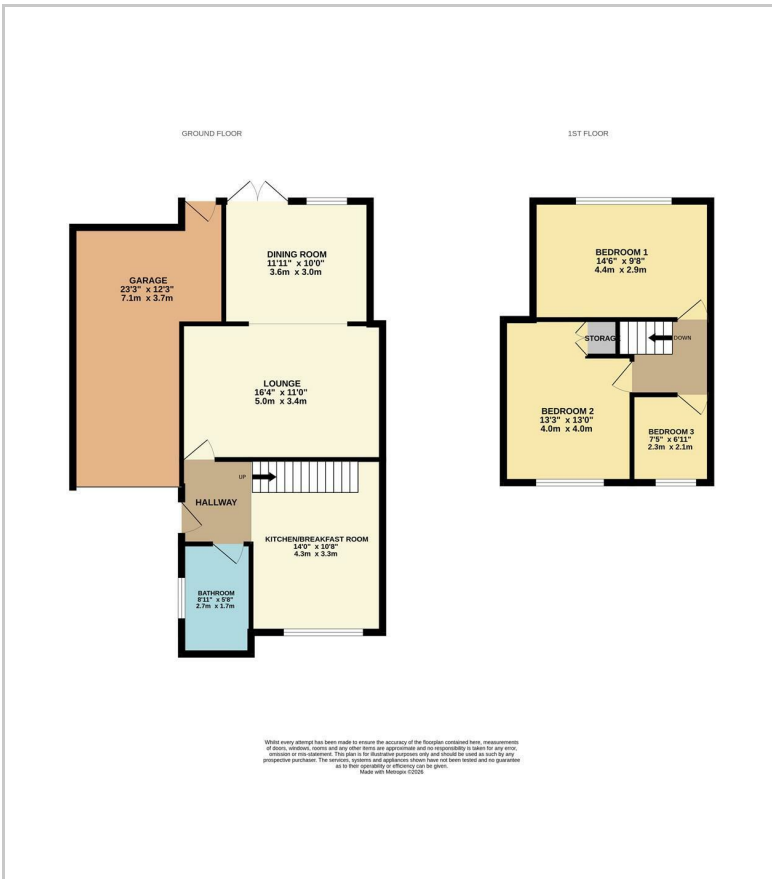 GROUND FLOOR
1ST FLOOR
DINING ROOM
11'11" x 10'0"
3.6m x 3.0m
GARAGE
23'3" x 12'3"
7.1m x 3.7m
LOUNGE
16'4" x 11'0"
5.0m x 3.4m
UP
HALLWAY
KITCHEN/BREAKFAST ROOM
14'0" x 10'8"
4.3m x 3.3m
BATHROOM
8'11" x 5'8"
2.7m x 1.7m
BEDROOM 1
14'6" x 9'8"
4.4m x 2.9m
STORAGE
DOWN
BEDROOM 2
13'3" x 13'0"
4.0m x 4.0m
BEDROOM 3
7'5" x 6'11"
2.3m x 2.1m
Whilst every attempt has been made to ensure the accuracy of the floorplan contained here, measurements
of doors, windows, rooms and any other items are approximate and no responsibility is taken for any error,
omission or mis-statement. This plan is for illustrative purposes only and should be used as such by any
prospective purchaser. The services, systems and appliances shown have not been tested and no guarantee
as to their operability or efficiency can be given.
Made with Metropix ©2026